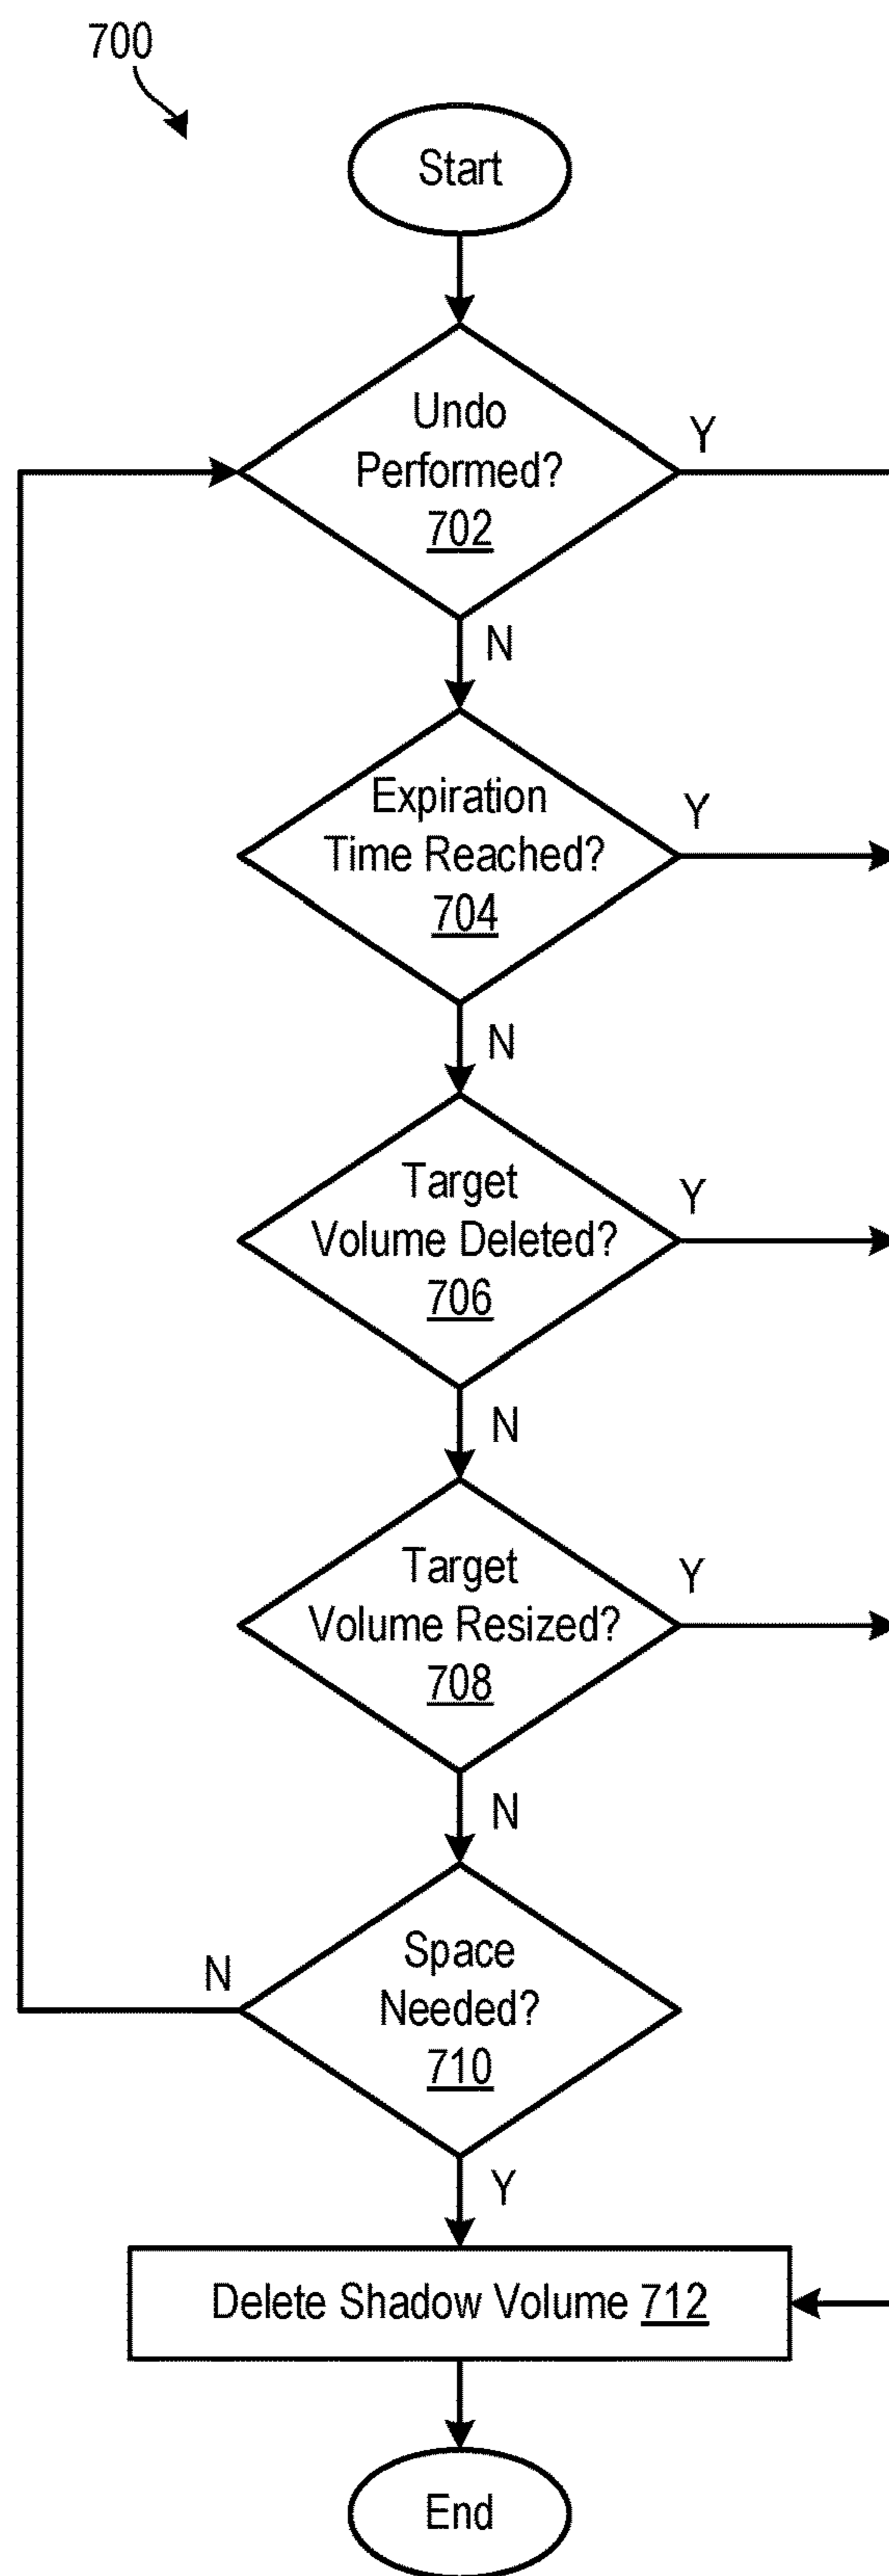 700
Start
Undo
Performed?
702
Y
N
Expiration
Time Reached?
704
Y
N
Target
Volume Deleted?
706
Y
N
Target
Volume Resized?
708
Y
N
Space
Needed?
710
N
Y
Delete Shadow Volume 712
End